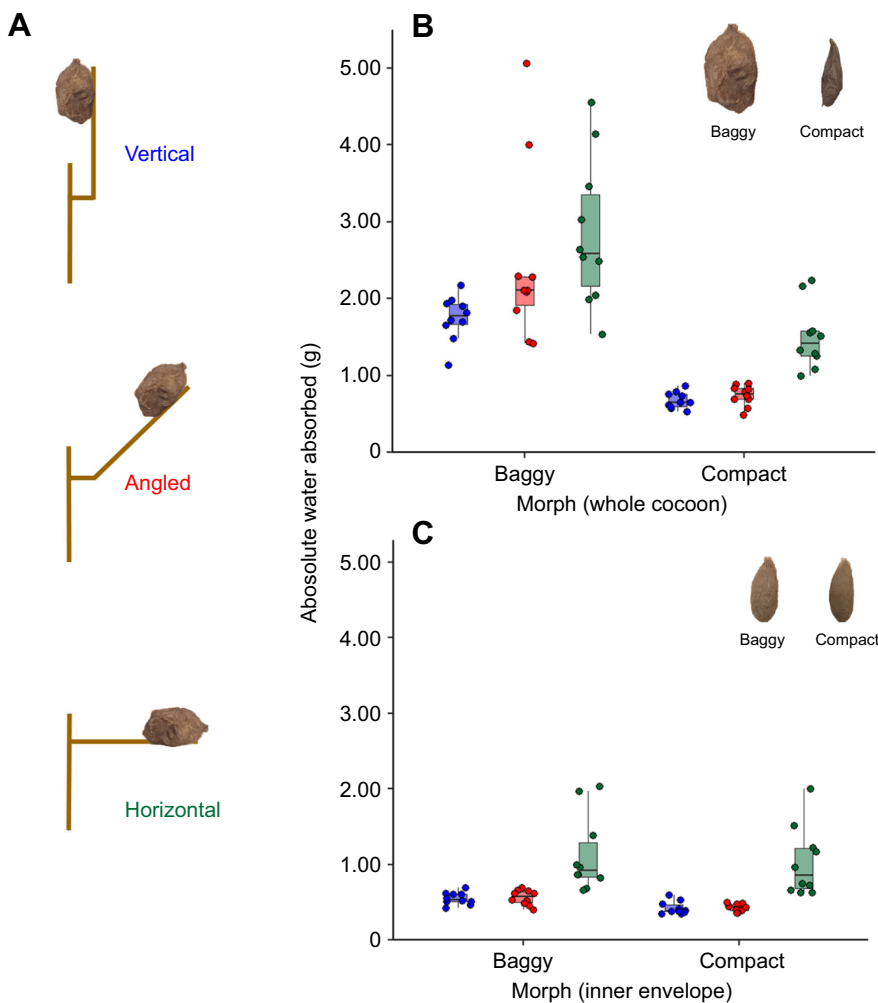 A
Vertical
Angled
Horizontal
Abosolute water absorbed (g)
B
5.00
4.00
3.00
2.00
1.00
0
Baggy
Compact
Baggy
Compact
Morph (whole cocoon)
C
5.00
4.00
3.00
2.00
1.00
0
Baggy
Compact
Baggy
Compact
Morph (inner envelope)